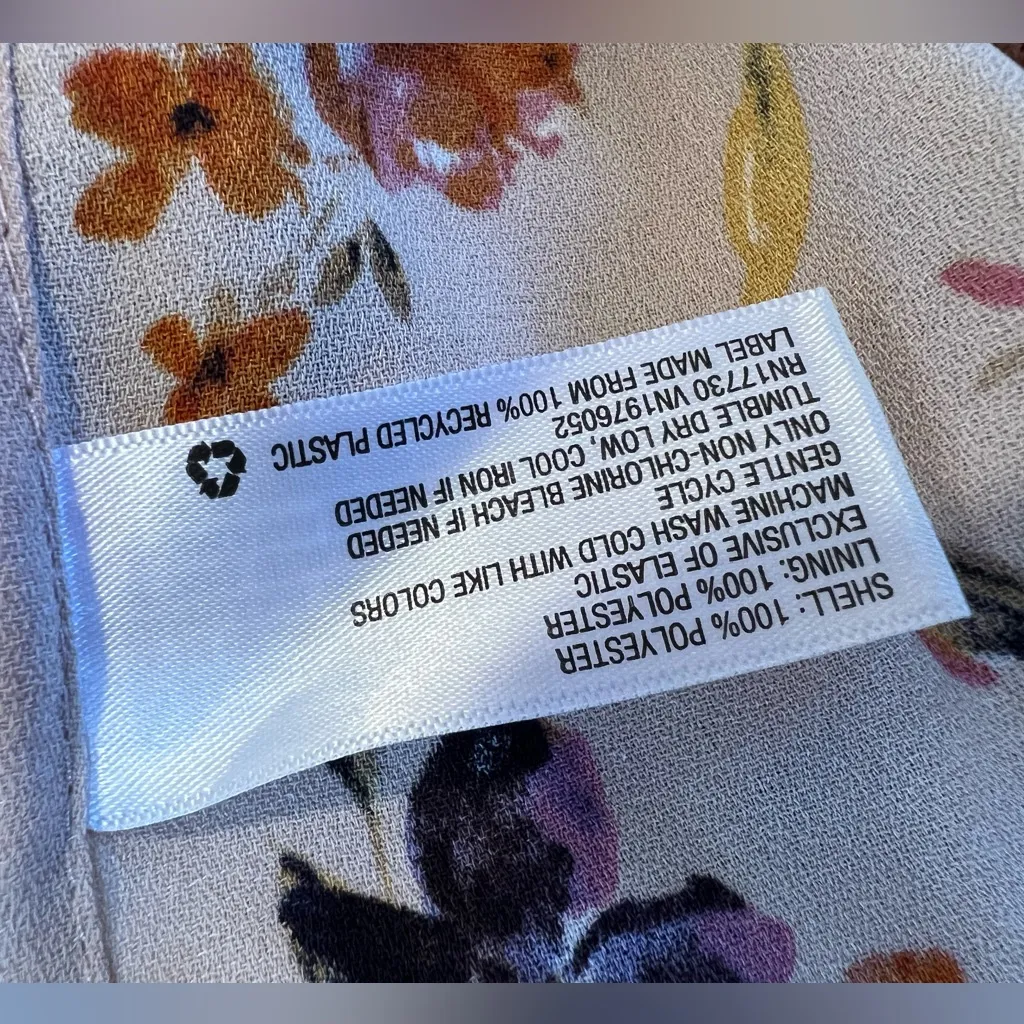 SHELL: 100% POLYESTER
LINING: 100% POLYESTER
EXCLUSIVE OF ELASTIC
MACHINE WASH COLD WITH LIKE COLORS
GENTLE CYCLE
ONLY NON-CHLORINE BLEACH IF NEEDED
TUMBLE DRY LOW, COOL IRON IF NEEDED
RN17730 VN1976052
LABEL MADE FROM 100% RECYCLED PLASTIC